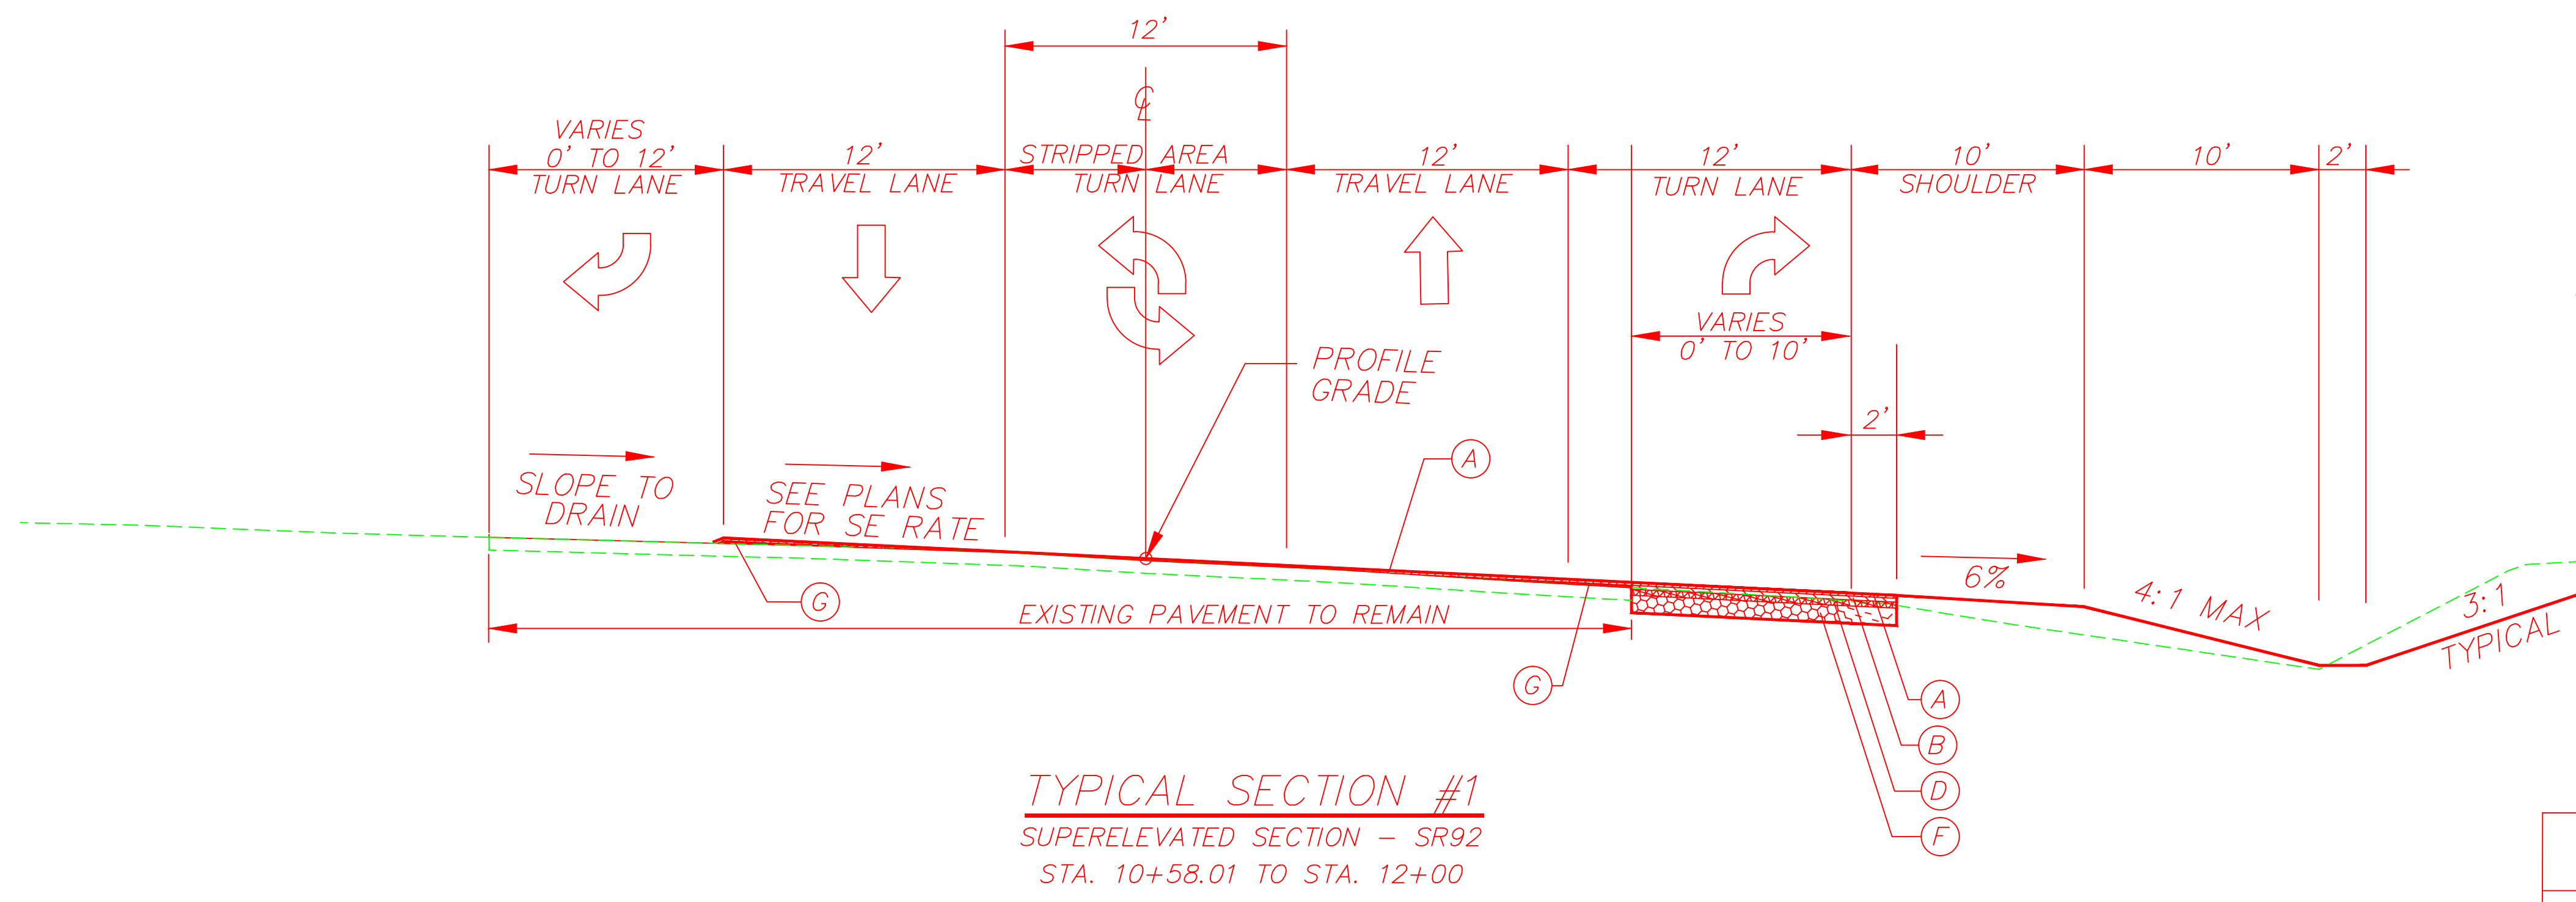 12'
℄
VARIES
0' TO 12'
TURN LANE
12'
TRAVEL LANE
STRIPPED AREA
TURN LANE
12'
TRAVEL LANE
12'
TURN LANE
10'
SHOULDER
10'
2'
VARIES
0' TO 10'
PROFILE
GRADE
2'
A
SLOPE TO
DRAIN
SEE PLANS
FOR SE RATE
6%
4:1 MAX
3:1
TYPICAL
G
EXISTING PAVEMENT TO REMAIN
G
A
B
D
F
TYPICAL SECTION #1
SUPERELEVATED SECTION - SR92
STA. 10+58.01 TO STA. 12+00